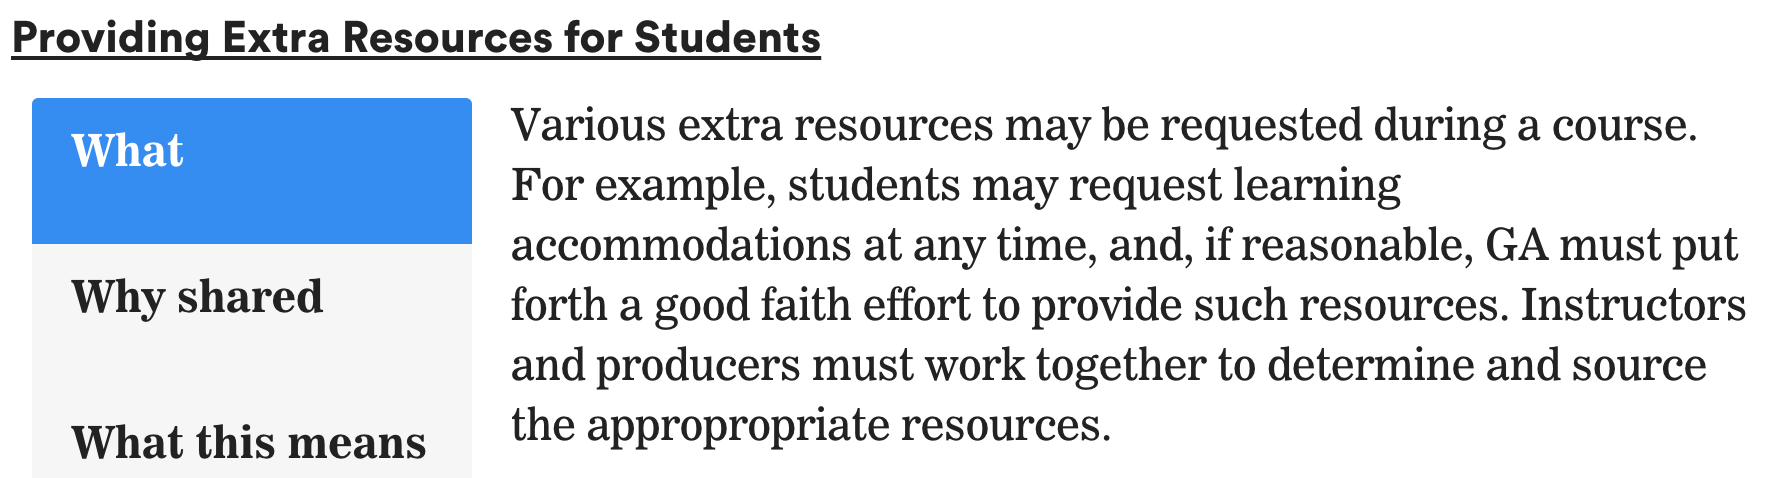 Providing Extra Resources for Students
What
Why shared
What this means
Various extra resources may be requested during a course.
For example, students may request learning
accommodations at any time, and, if reasonable, GA must put
forth a good faith effort to provide such resources. Instructors
and producers must work together to determine and source
the appropropriate resources.